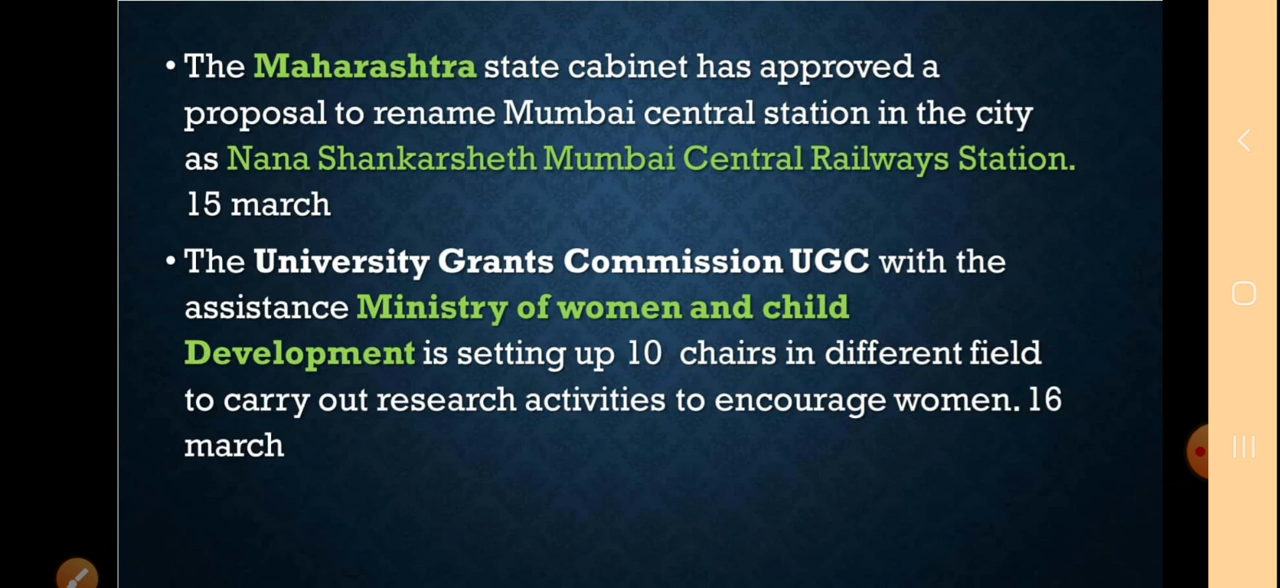 • The Maharashtra state cabinet has approved a
proposal to rename Mumbai central station in the city
as Nana Shankarsheth Mumbai Central Railways Station.
15 march
• The University Grants Commission UGC with the
assistance Ministry of women and child
Development is setting up 10 chairs in different field
to carry out research activities to encourage women. 16
march